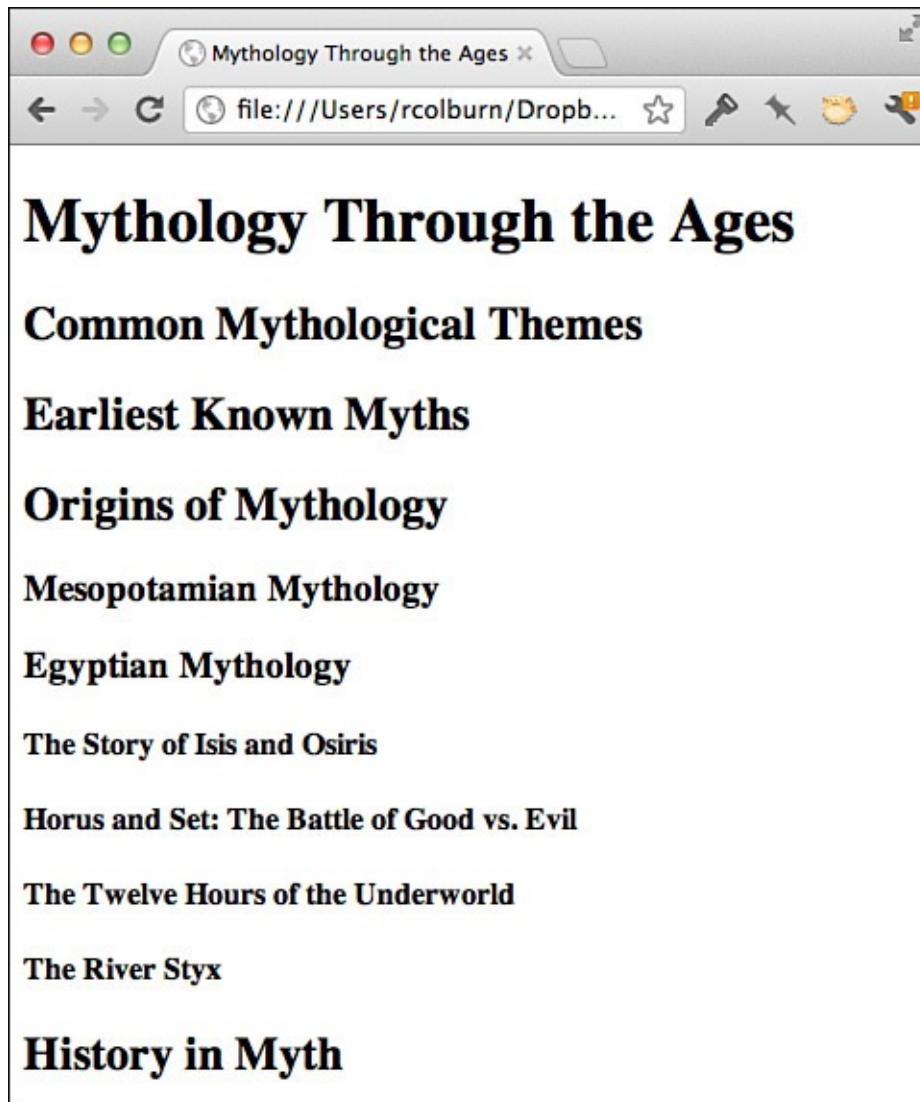 Mythology Through the Ages
file:///Users/rcolburn/Dropb...
Mythology Through the Ages
Common Mythological Themes
Earliest Known Myths
Origins of Mythology
Mesopotamian Mythology
Egyptian Mythology
The Story of Isis and Osiris
Horus and Set: The Battle of Good vs. Evil
The Twelve Hours of the Underworld
The River Styx
History in Myth